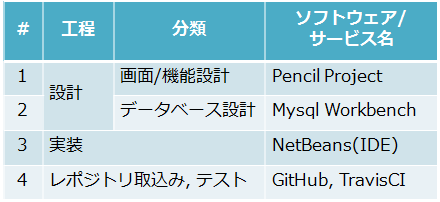 # 工程 分類 ソフトウェア/
サービス名
1 設計 画面/機能設計 Pencil Project
2 データベース設計 Mysql Workbench
3 実装 NetBeans(IDE)
4 レポジトリ取込み, テスト GitHub, TravisCI